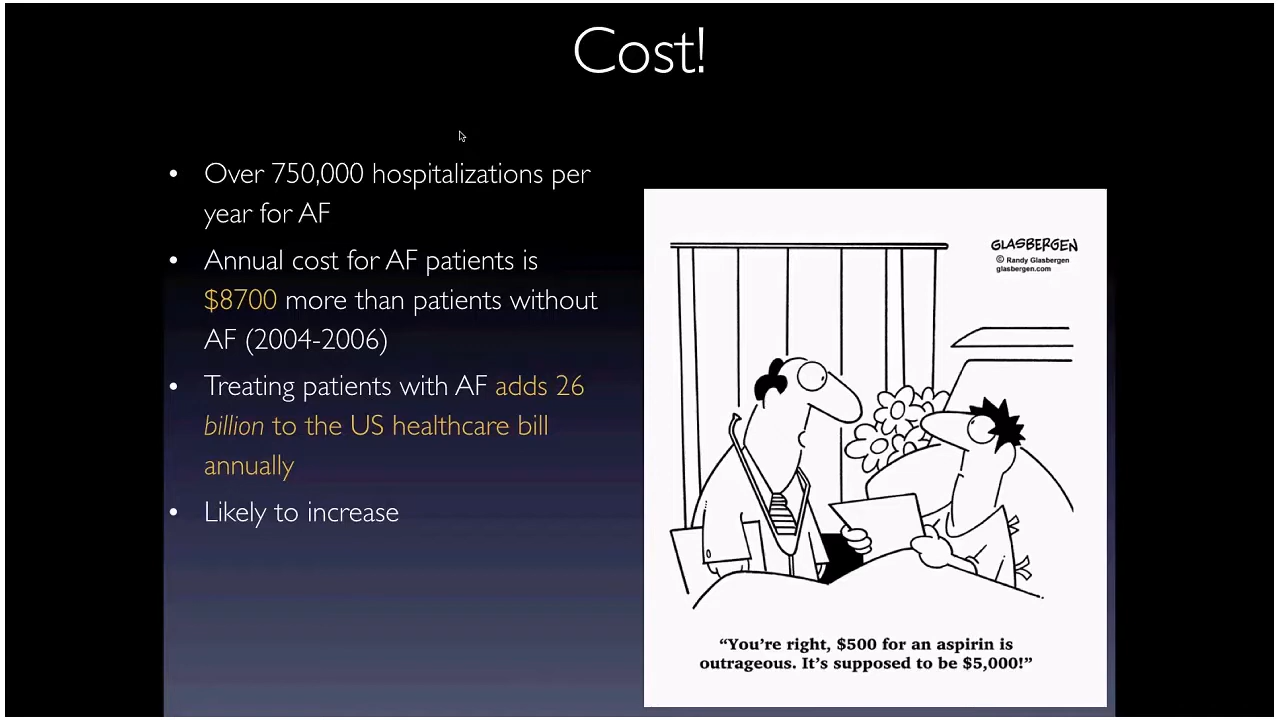 Cost!
• Over 750,000 hospitalizations per
year for AF
• Annual cost for AF patients is
$8700 more than patients without
AF (2004-2006)
• Treating patients with AF adds 26
billion to the US healthcare bill
annually
• Likely to increase
GLASBERGEN
© Randy Glasbergen
glasbergen.com
“You’re right, $500 for an aspirin is
outrageous. It’s supposed to be $5,000!”